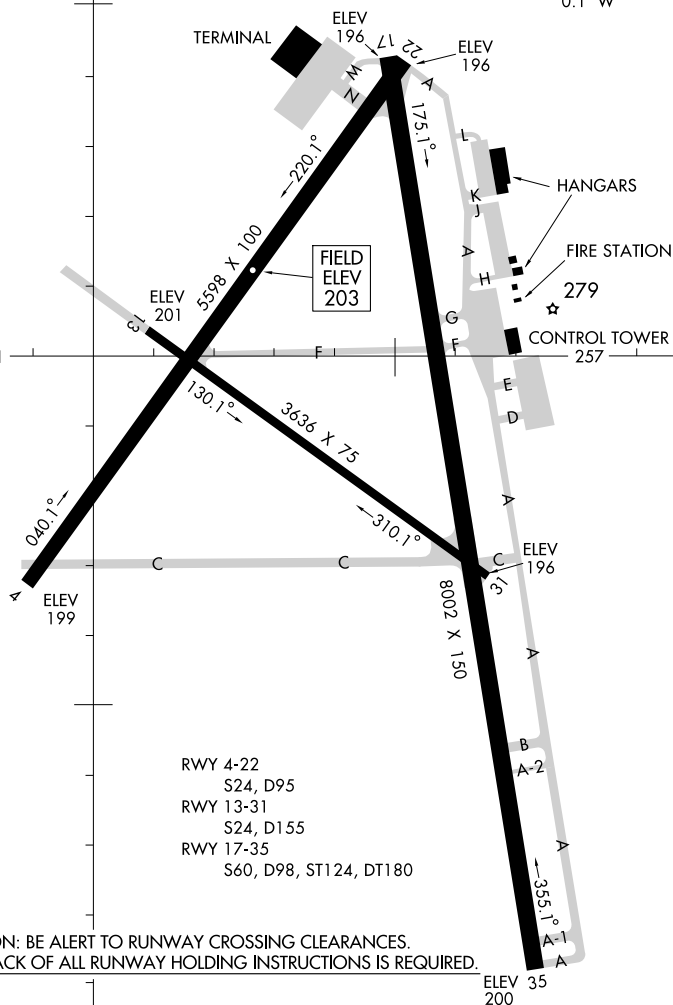 0.1° W
ELEV
196
17
22
ELEV
196
TERMINAL
W
N
A
175.1°
L
220.1°
HANGARS
K
J
5598 X 100
FIELD
ELEV
203
A
H
FIRE STATION
279
ELEV
201
13
G
F
F
CONTROL TOWER
257
E
D
130.1°
3636 X 75
A
040.1°
310.1°
C
C
C
ELEV
196
31
4
ELEV
199
8002 X 150
A
B
A-2
RWY 4-22
S24, D95
RWY 13-31
S24, D155
RWY 17-35
S60, D98, ST124, DT180
A
355.1°
A-1
A
ON: BE ALERT TO RUNWAY CROSSING CLEARANCES.
ACK OF ALL RUNWAY HOLDING INSTRUCTIONS IS REQUIRED.
ELEV
200
35